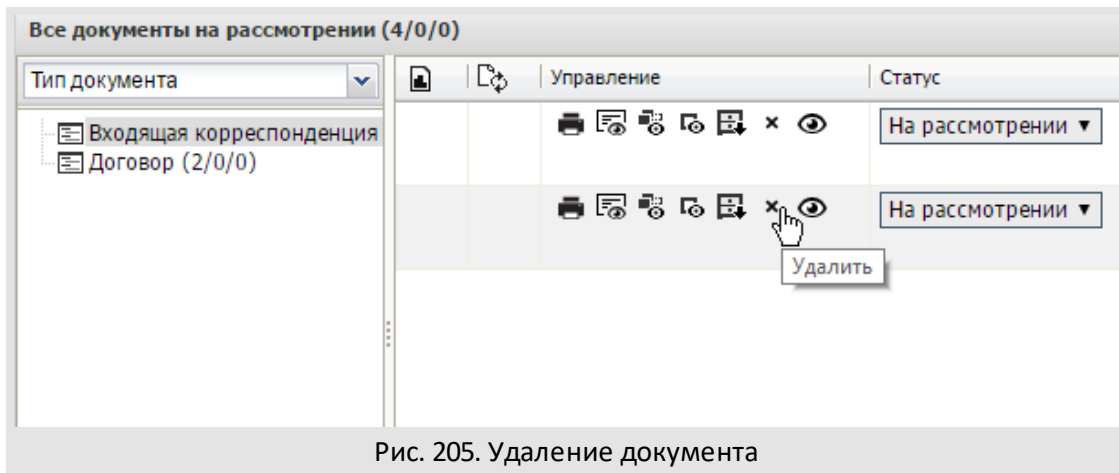 Все документы на рассмотрении (4/0/0)
Тип документа
Управление
Статус
Входящая корреспонденция
Договор (2/0/0)
На рассмотрении
На рассмотрении
Удалить
Рис. 205. Удаление документа